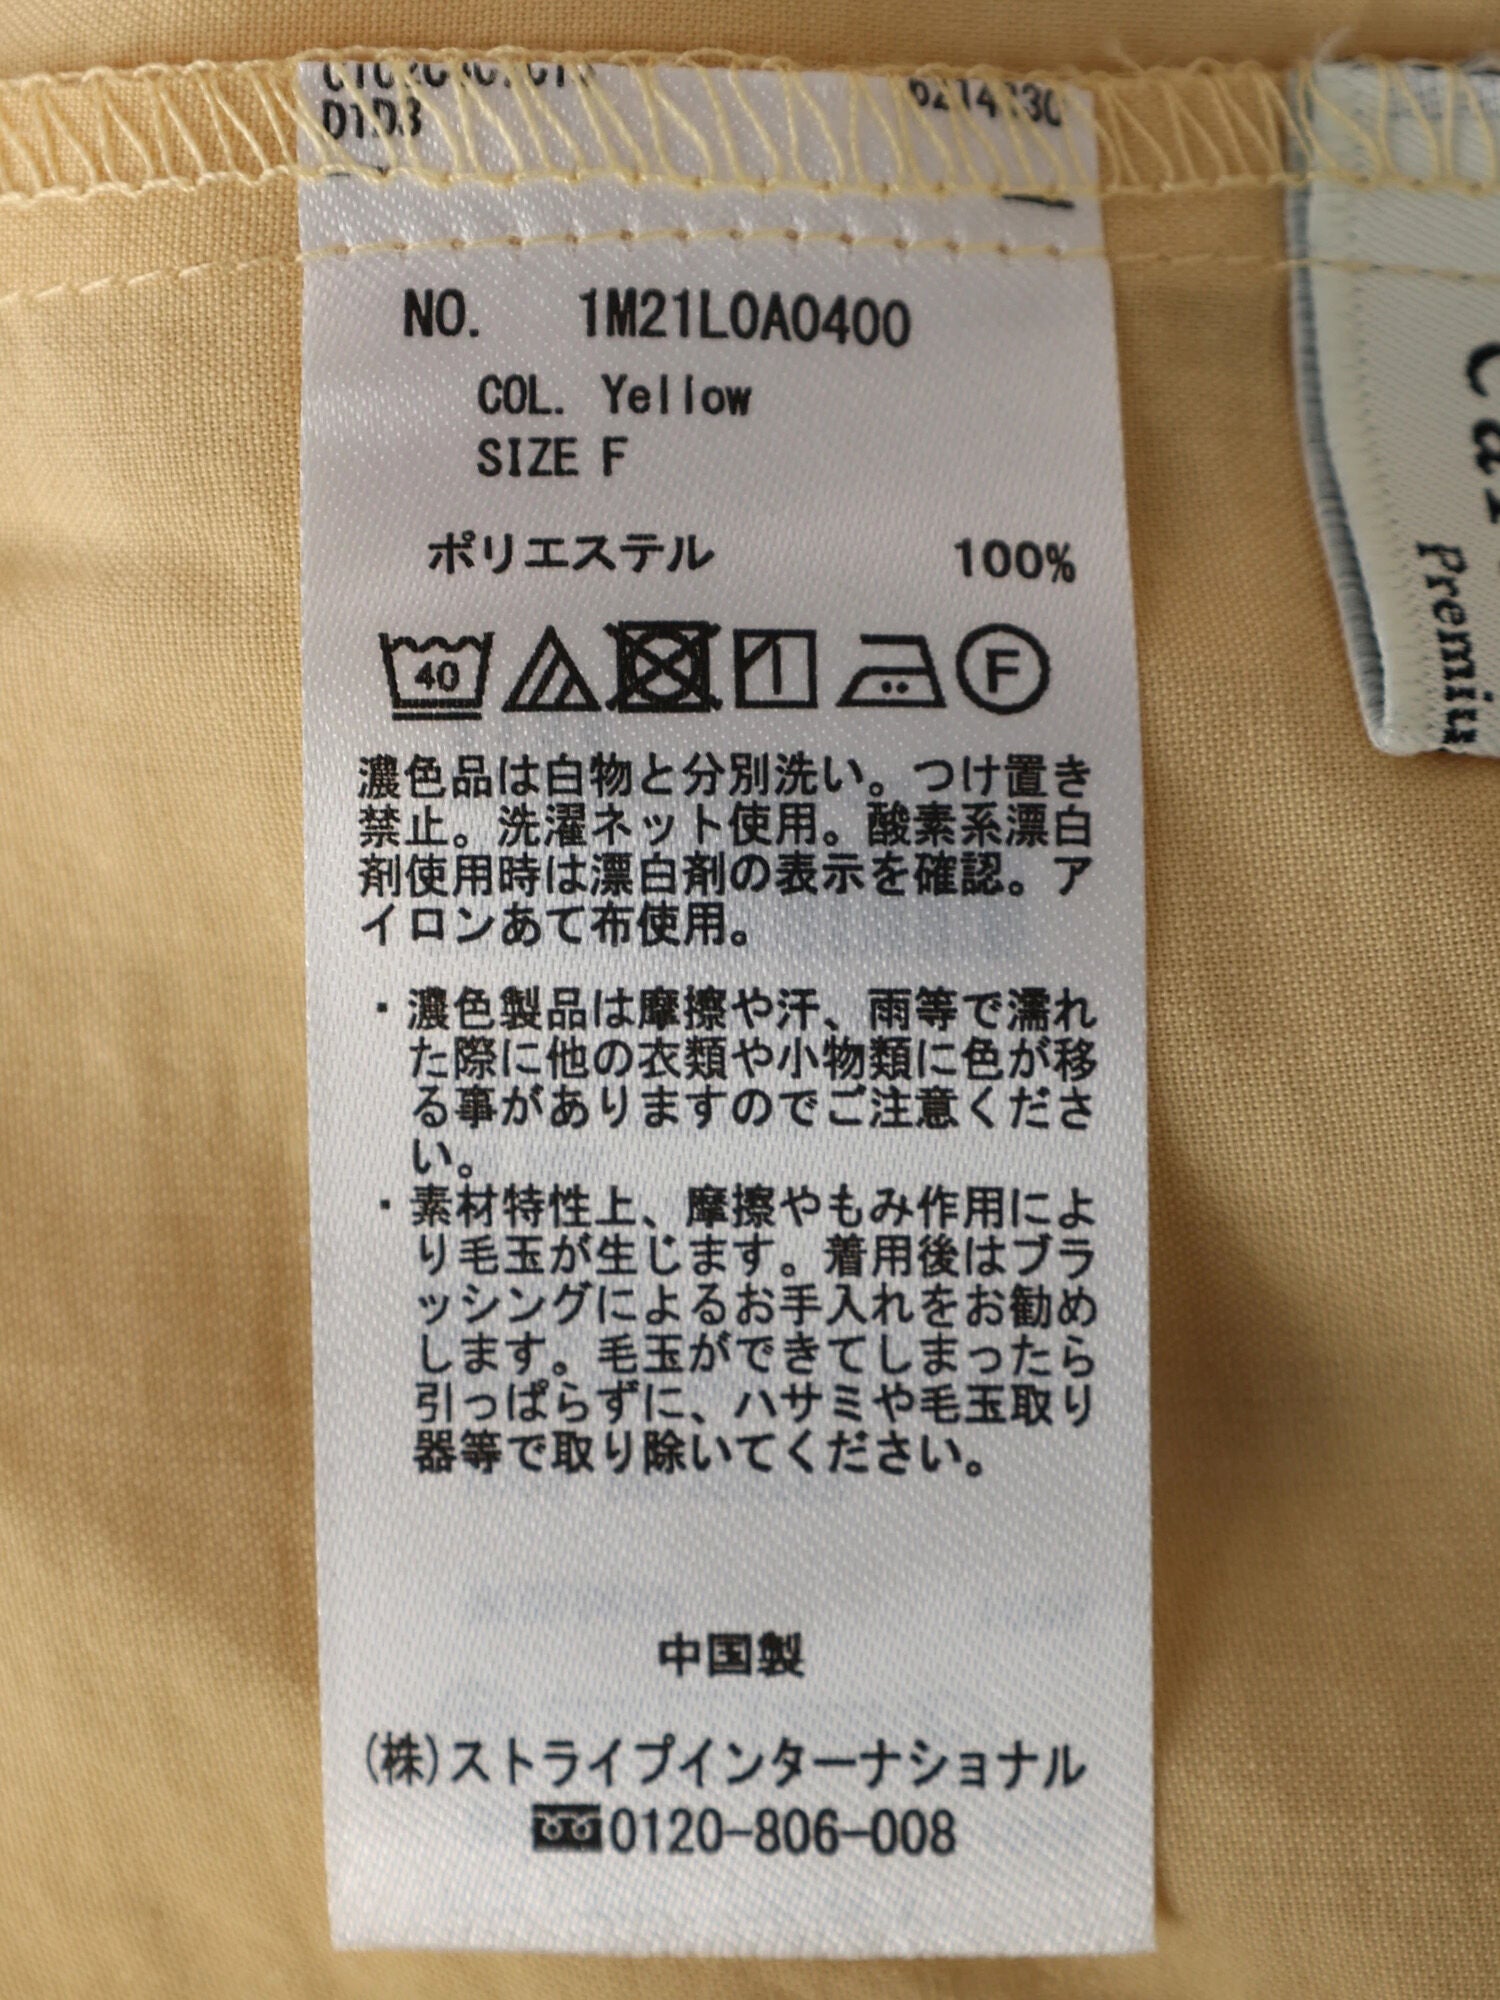 D1D3
NO. 1M21L0A0400
COL. Yellow
SIZE F
ポリエステル 100%
40
F
濃色品は白物と分別洗い。つけ置き
禁止。洗濯ネット使用。酸素系漂白
剤使用時は漂白剤の表示を確認。ア
イロンあて布使用。
・濃色製品は摩擦や汗、雨等で濡れ
た際に他の衣類や小物類に色が移
る事がありますのでご注意くださ
い。
・素材特性上、摩擦やもみ作用によ
り毛玉が生じます。着用後はブラ
ッシングによるお手入れをお勧め
します。毛玉ができてしまったら
引っぱらずに、ハサミや毛玉取り
器等で取り除いてください。
中国製
(株)ストライプインターナショナル
0120-806-008